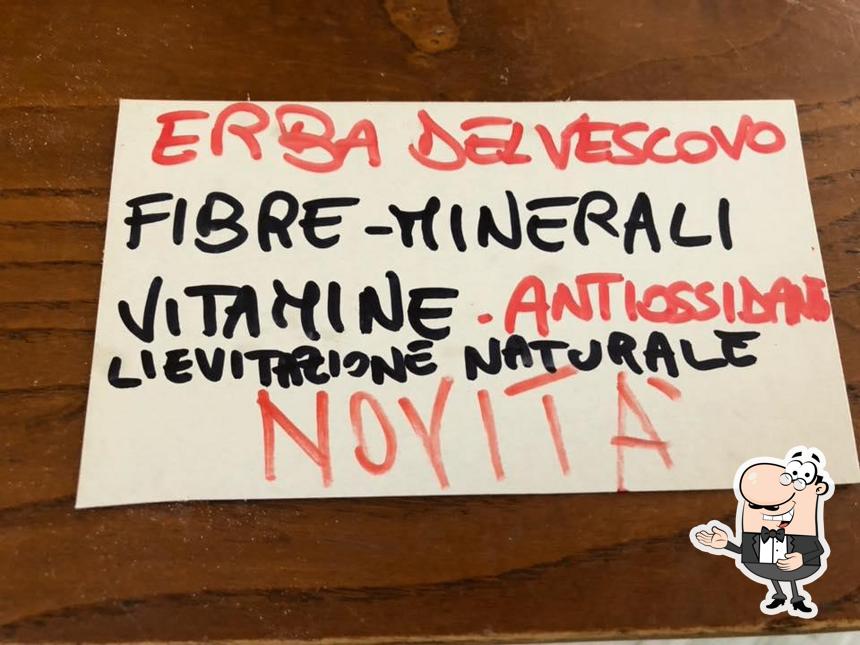 ERBA DEL VESCOVO
FIBRE-MINERALI
VITAMINE. ANTIOSSIDANTI
LIEVITAZIONE NATURALE
NOVITÀ